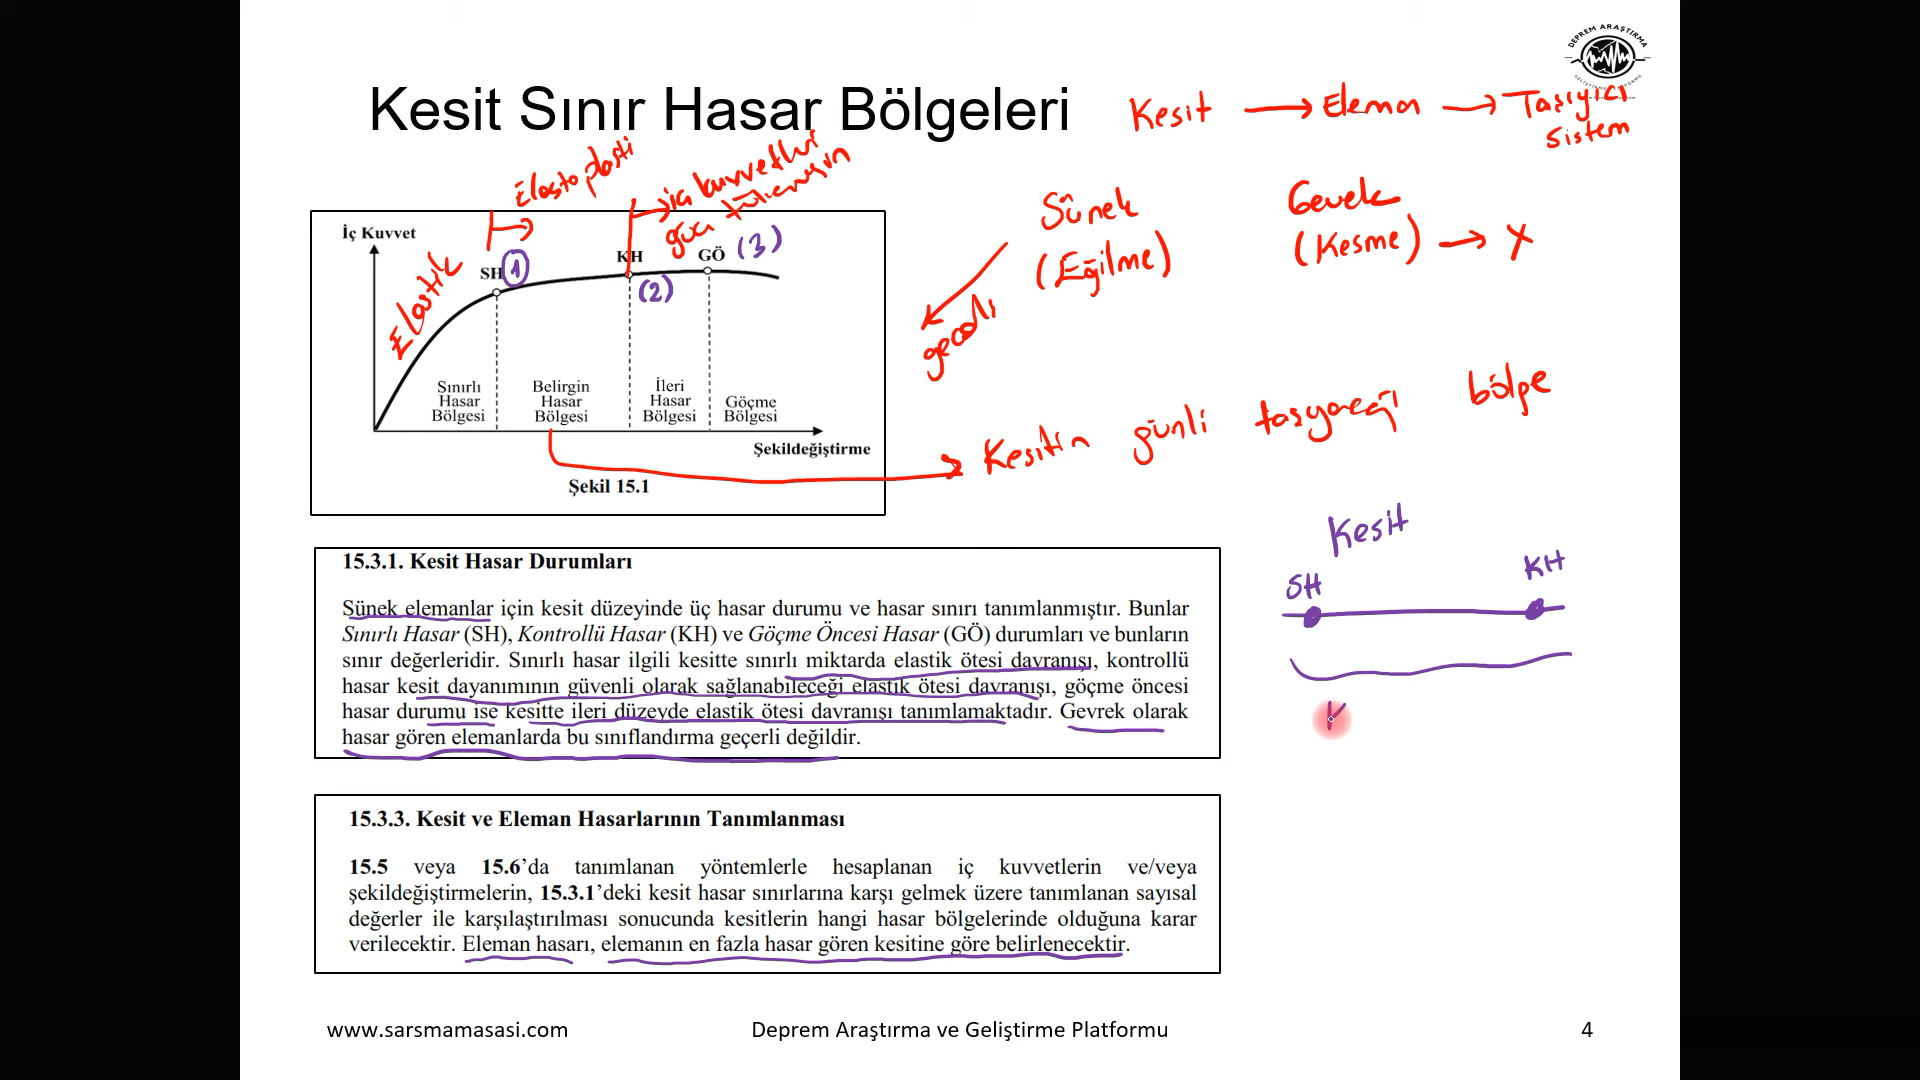 DEPREM ARAŞTIRMA
Kesit Sınır Hasar Bölgeleri
Kesit → Eleman → Taşıyıcı
Sistem
Elastoplasti
iç kuvvetleri
gücü
Sünek
(Eğilme)
Gevrek
(Kesme) → X
geçerli
İç Kuvvet
Elastik
SH (1)
KH
(2)
GÖ (3)
Sınırlı
Hasar
Bölgesi
Belirgin
Hasar
Bölgesi
İleri
Hasar
Bölgesi
Göçme
Bölgesi
Şekildeğiştirme
Şekil 15.1
Kesitin günli taşıyacağı bölge
15.3.1. Kesit Hasar Durumları
Sünek elemanlar için kesit düzeyinde üç hasar durumu ve hasar sınırı tanımlanmıştır. Bunlar
Sınırlı Hasar (SH), Kontrollü Hasar (KH) ve Göçme Öncesi Hasar (GÖ) durumları ve bunların
sınır değerleridir. Sınırlı hasar ilgili kesitte sınırlı miktarda elastik ötesi davranışı, kontrollü
hasar kesit dayanımının güvenli olarak sağlanabileceği elastik ötesi davranışı, göçme öncesi
hasar durumu ise kesitte ileri düzeyde elastik ötesi davranışı tanımlamaktadır. Gevrek olarak
hasar gören elemanlarda bu sınıflandırma geçerli değildir.
Kesit
SH
KH
15.3.3. Kesit ve Eleman Hasarlarının Tanımlanması
15.5 veya 15.6’da tanımlanan yöntemlerle hesaplanan iç kuvvetlerin ve/veya
şekildeğiştirmelerin, 15.3.1’deki kesit hasar sınırlarına karşı gelmek üzere tanımlanan sayısal
değerler ile karşılaştırılması sonucunda kesitlerin hangi hasar bölgelerinde olduğuna karar
verilecektir. Eleman hasarı, elemanın en fazla hasar gören kesitine göre belirlenecektir.
www.sarsmamasasi.com
Deprem Araştırma ve Geliştirme Platformu
4